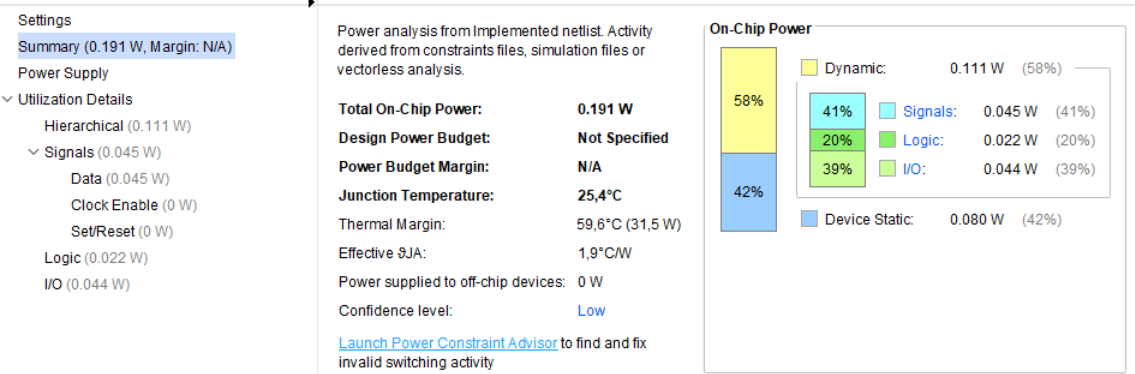 Settings
Summary (0.191 W, Margin: N/A)
Power Supply
Utilization Details
Hierarchical (0.111 W)
Signals (0.045 W)
Data (0.045 W)
Clock Enable (0 W)
Set/Reset (0 W)
Logic (0.022 W)
I/O (0.044 W)
Power analysis from Implemented netlist. Activity
derived from constraints files, simulation files or
vectorless analysis.
Total On-Chip Power: 0.191 W
Design Power Budget: Not Specified
Power Budget Margin: N/A
Junction Temperature: 25,4°C
Thermal Margin: 59,6°C (31,5 W)
Effective ϑJA: 1,9°C/W
Power supplied to off-chip devices: 0 W
Confidence level: Low
Launch Power Constraint Advisor to find and fix
invalid switching activity
On-Chip Power
58%
42%
Dynamic: 0.111 W (58%)
41% Signals: 0.045 W (41%)
20% Logic: 0.022 W (20%)
39% I/O: 0.044 W (39%)
Device Static: 0.080 W (42%)